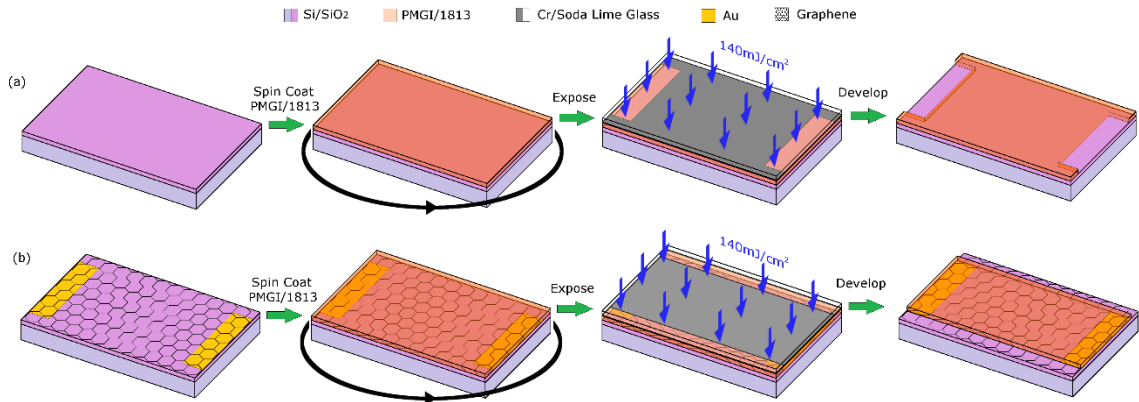 Si/SiO₂ PMGI/1813 Cr/Soda Lime Glass Au Graphene
(a)
Spin Coat
PMGI/1813
Expose
140mJ/cm²
Develop
(b)
Spin Coat
PMGI/1813
Expose
140mJ/cm²
Develop